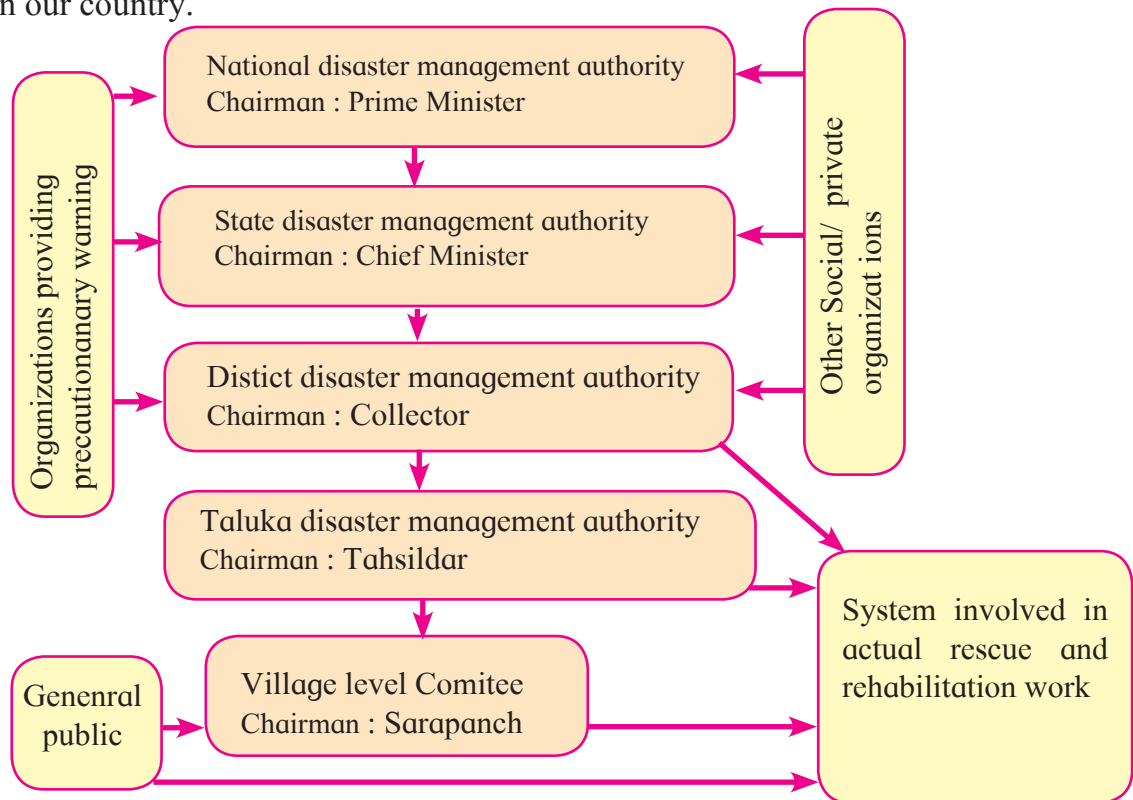 n our country.
National disaster management authority
Chairman : Prime Minister
Organizations providing
precautionanary warning
Other Social/ private
organizat ions
State disaster management authority
Chairman : Chief Minister
Distict disaster management authority
Chairman : Collector
Taluka disaster management authority
Chairman : Tahsildar
System involved in
actual rescue and
rehabilitation work
Village level Comitee
Chairman : Sarapanch
Genenral
public